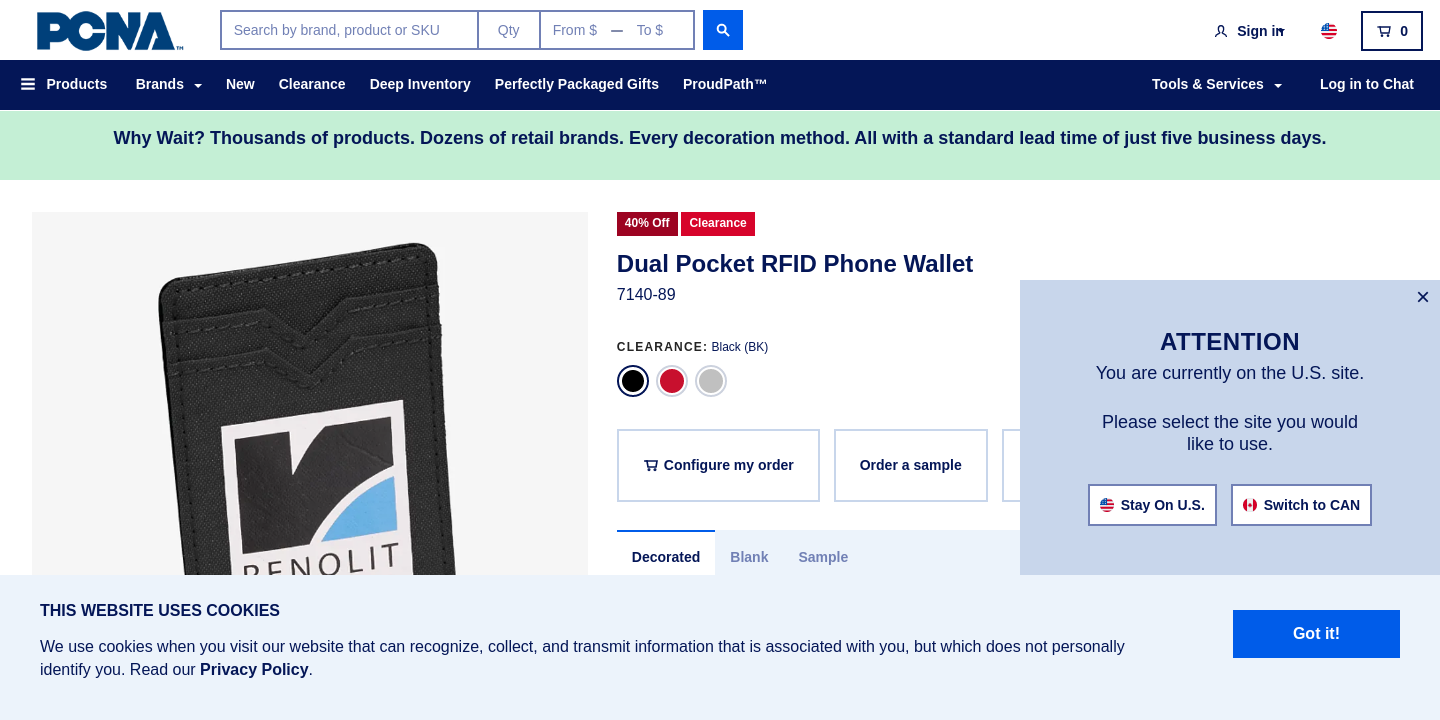 PCNA™
Search by brand, product or SKU
Qty
From $ — To $
Sign in
0
Products
Brands
New
Clearance
Deep Inventory
Perfectly Packaged Gifts
ProudPath™
Tools & Services
Log in to Chat
Why Wait? Thousands of products. Dozens of retail brands. Every decoration method. All with a standard lead time of just five business days.
40% Off
Clearance
Dual Pocket RFID Phone Wallet
7140-89
CLEARANCE: Black (BK)
Configure my order
Order a sample
Decorated
Blank
Sample
RENOLIT
×
ATTENTION
You are currently on the U.S. site.
Please select the site you would
like to use.
Stay On U.S.
Switch to CAN
THIS WEBSITE USES COOKIES
We use cookies when you visit our website that can recognize, collect, and transmit information that is associated with you, but which does not personally
identify you. Read our Privacy Policy.
Got it!